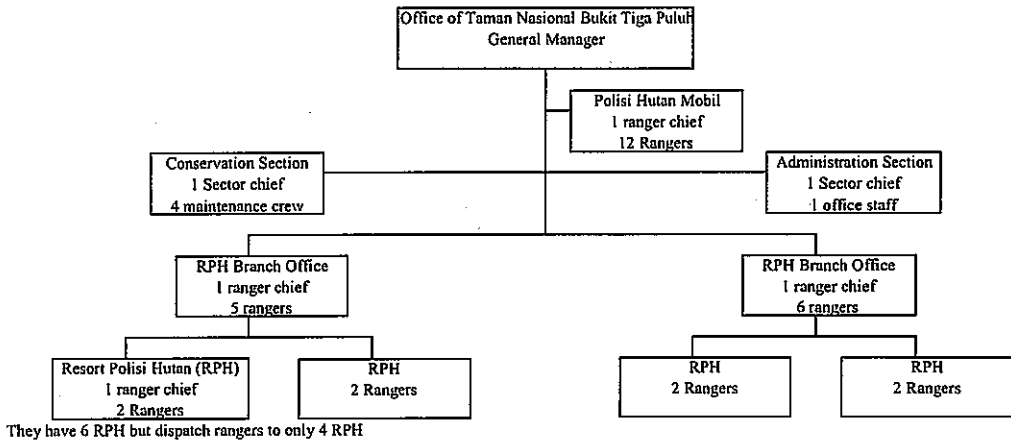 Office of Taman Nasional Bukit Tiga Puluh
General Manager
Polisi Hutan Mobil
1 ranger chief
12 Rangers
Conservation Section
1 Sector chief
4 maintenance crew
Administration Section
1 Sector chief
1 office staff
RPH Branch Office
1 ranger chief
5 rangers
RPH Branch Office
1 ranger chief
6 rangers
Resort Polisi Hutan (RPH)
1 ranger chief
2 Rangers
RPH
2 Rangers
RPH
2 Rangers
RPH
2 Rangers
They have 6 RPH but dispatch rangers to only 4 RPH